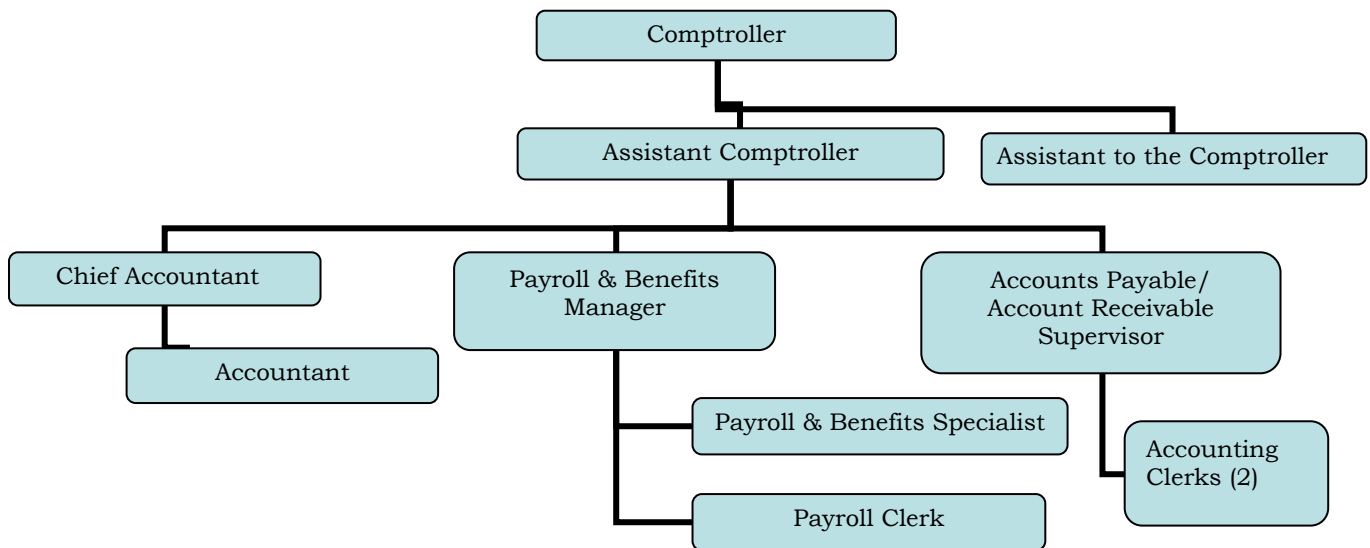 Comptroller
Assistant Comptroller
Assistant to the Comptroller
Chief Accountant
Payroll & Benefits
Manager
Accounts Payable/
Account Receivable
Supervisor
Accountant
Payroll & Benefits Specialist
Accounting
Clerks (2)
Payroll Clerk